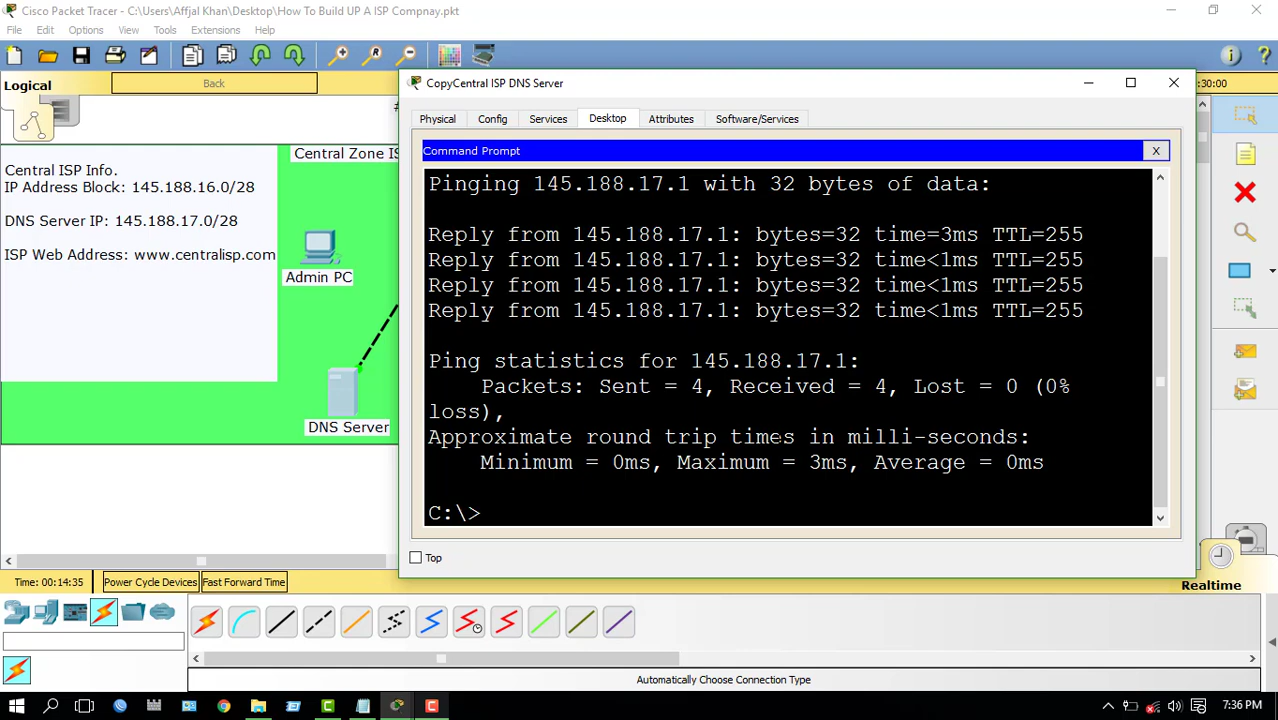 Cisco Packet Tracer - C:\Users\Affjal Khan\Desktop\How To Build UP A ISP Compnay.pkt
File Edit Options View Tools Extensions Help
Logical
Back
CopyCentral ISP DNS Server
:30:00
Physical Config Services Desktop Attributes Software/Services
Command Prompt
X
Central Zone IS
Central ISP Info.
IP Address Block: 145.188.16.0/28
DNS Server IP: 145.188.17.0/28
ISP Web Address: www.centralisp.com
Admin PC
DNS Server
Pinging 145.188.17.1 with 32 bytes of data:
Reply from 145.188.17.1: bytes=32 time=3ms TTL=255
Reply from 145.188.17.1: bytes=32 time<1ms TTL=255
Reply from 145.188.17.1: bytes=32 time<1ms TTL=255
Reply from 145.188.17.1: bytes=32 time<1ms TTL=255
Ping statistics for 145.188.17.1:
Packets: Sent = 4, Received = 4, Lost = 0 (0%
loss),
Approximate round trip times in milli-seconds:
Minimum = 0ms, Maximum = 3ms, Average = 0ms
C:\>
Top
Time: 00:14:35 Power Cycle Devices Fast Forward Time
Realtime
Automatically Choose Connection Type
7:36 PM